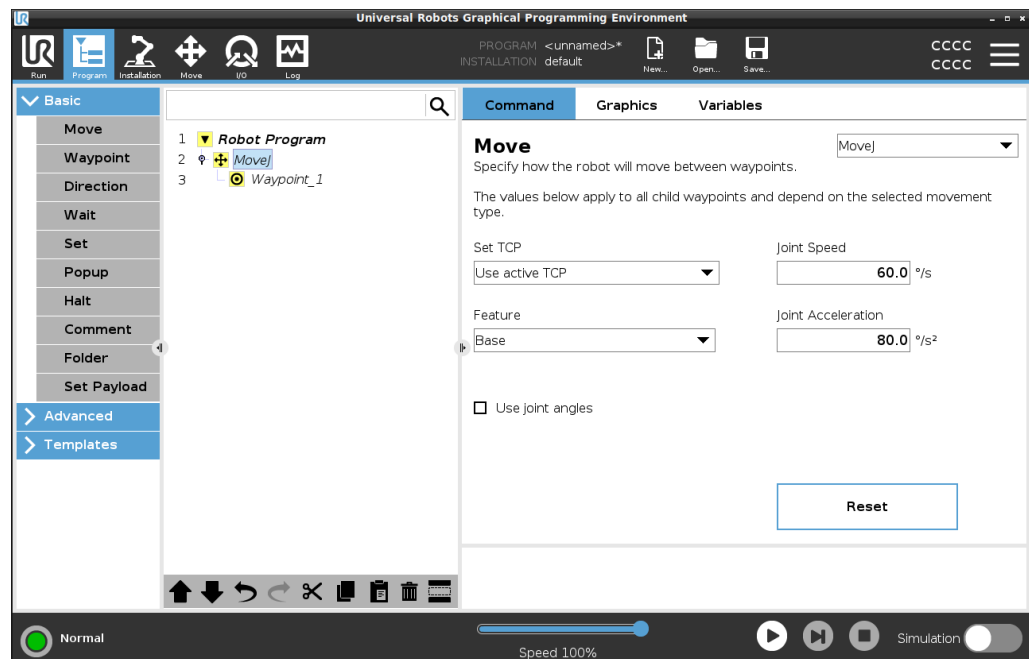 Universal Robots Graphical Programming Environment
UR
Run
Program
Installation
Move
I/O
Log
PROGRAM <unnamed>*
INSTALLATION default
New...
Open...
Save...
CCCC
CCCC
Basic
Move
Waypoint
Direction
Wait
Set
Popup
Halt
Comment
Folder
Set Payload
Advanced
Templates
1 Robot Program
2 MoveJ
3 Waypoint_1
Command Graphics Variables
Move
MoveJ
Specify how the robot will move between waypoints.
The values below apply to all child waypoints and depend on the selected movement
type.
Set TCP
Use active TCP
Joint Speed
60.0 °/s
Feature
Base
Joint Acceleration
80.0 °/s²
Use joint angles
Reset
Normal
Speed 100%
Simulation